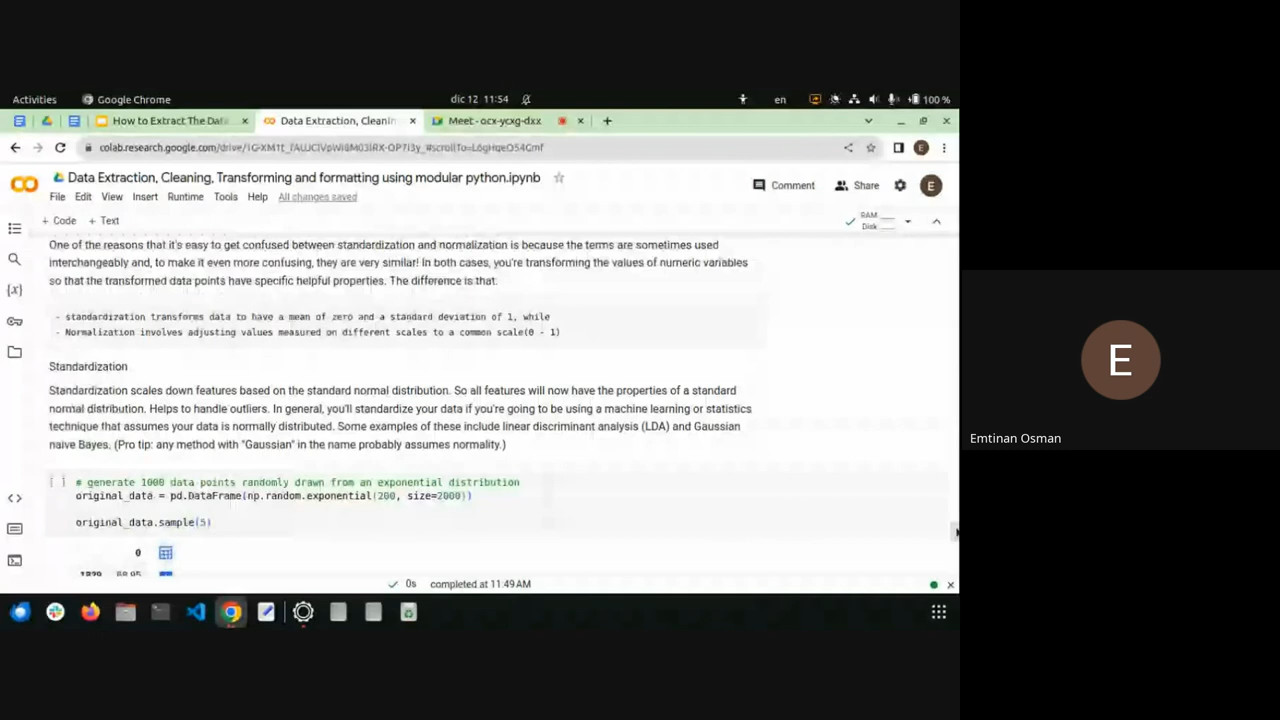 Activities Google Chrome dic 12 11:54 en 100 %
How to Extract The Data Data Extraction, Cleanin Meet - ocx-ycxg-dxx
colab.research.google.com/drive/
Data Extraction, Cleaning, Transforming and formatting using modular python.ipynb
Comment Share E
File Edit View Insert Runtime Tools Help All changes saved
+ Code + Text
RAM
Disk
One of the reasons that it's easy to get confused between standardization and normalization is because the terms are sometimes used
interchangeably and, to make it even more confusing, they are very similar! In both cases, you're transforming the values of numeric variables
so that the transformed data points have specific helpful properties. The difference is that:
- standardization transforms data to have a mean of zero and a standard deviation of 1, while
- Normalization involves adjusting values measured on different scales to a common scale(0 - 1)
Standardization
Standardization scales down features based on the standard normal distribution. So all features will now have the properties of a standard
normal distribution. Helps to handle outliers. In general, you'll standardize your data if you're going to be using a machine learning or statistics
technique that assumes your data is normally distributed. Some examples of these include linear discriminant analysis (LDA) and Gaussian
naive Bayes. (Pro tip: any method with "Gaussian" in the name probably assumes normality.)
[ ] # generate 1000 data points randomly drawn from an exponential distribution
original_data = pd.DataFrame(np.random.exponential(200, size=2000))
original_data.sample(5)
0
0s completed at 11:49 AM
E
Emtinan Osman